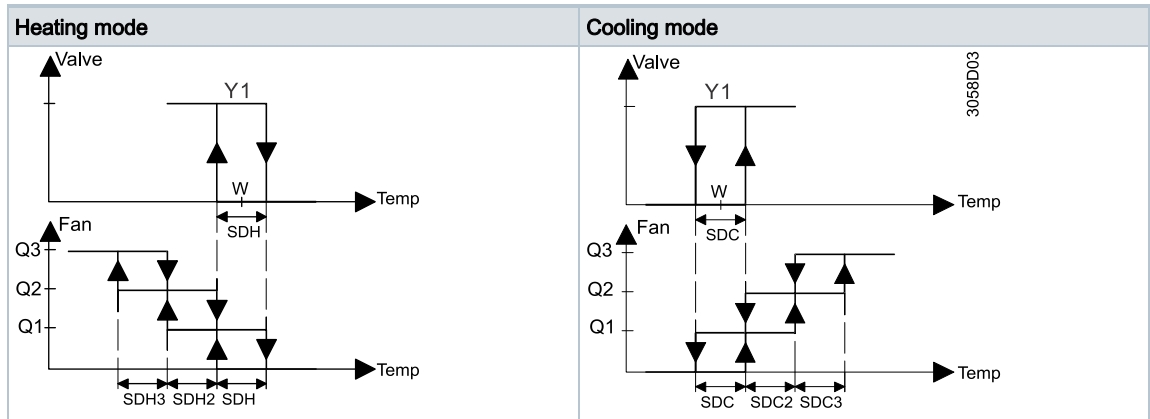 Heating mode
Cooling mode
Valve
Y1
W
Temp
SDH
Fan
Q3
Q2
Q1
Temp
SDH3 SDH2 SDH
Valve
Y1
3058D03
W
Temp
SDC
Fan
Q3
Q2
Q1
Temp
SDC SDC2 SDC3